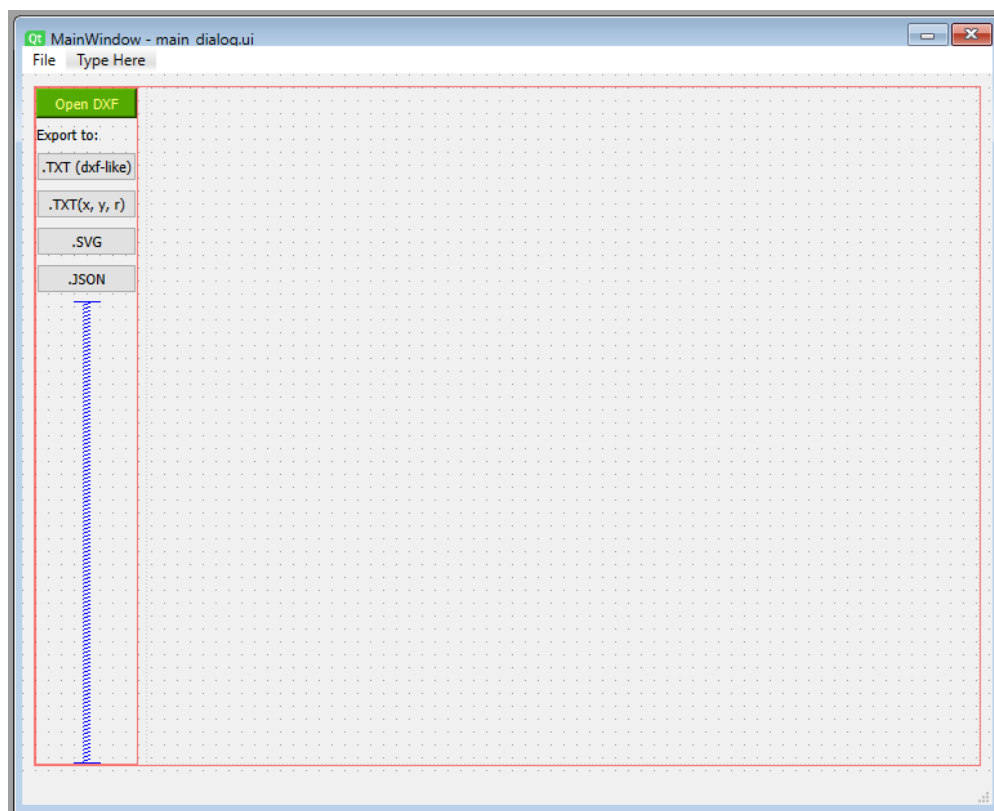 Qt MainWindow - main_dialog.ui
File Type Here
Open DXF
Export to:
.TXT (dxf-like)
.TXT(x, y, r)
.SVG
.JSON